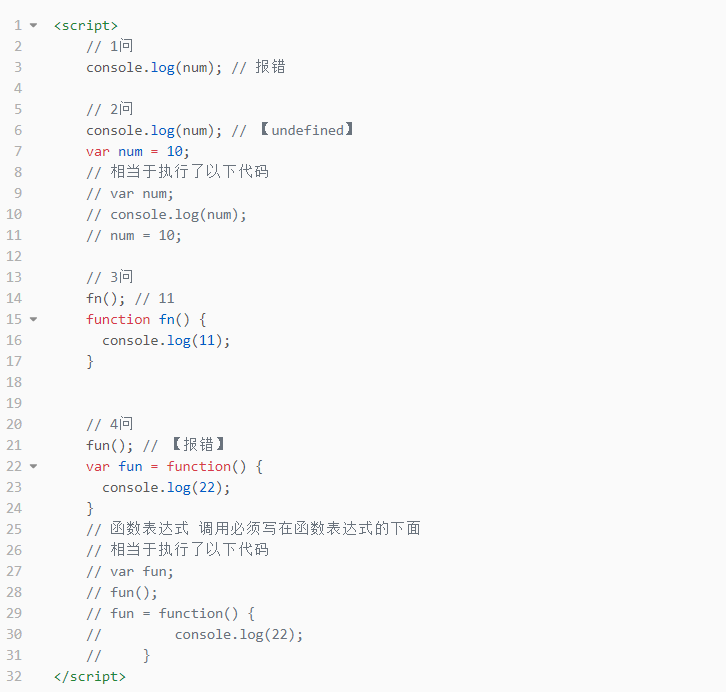 1 <script>
2 // 1问
3 console.log(num); // 报错
4
5 // 2问
6 console.log(num); // 【undefined】
7 var num = 10;
8 // 相当于执行了以下代码
9 // var num;
10 // console.log(num);
11 // num = 10;
12
13 // 3问
14 fn(); // 11
15 function fn() {
16 console.log(11);
17 }
18
19
20 // 4问
21 fun(); // 【报错】
22 var fun = function() {
23 console.log(22);
24 }
25 // 函数表达式 调用必须写在函数表达式的下面
26 // 相当于执行了以下代码
27 // var fun;
28 // fun();
29 // fun = function() {
30 // console.log(22);
31 // }
32 </script>